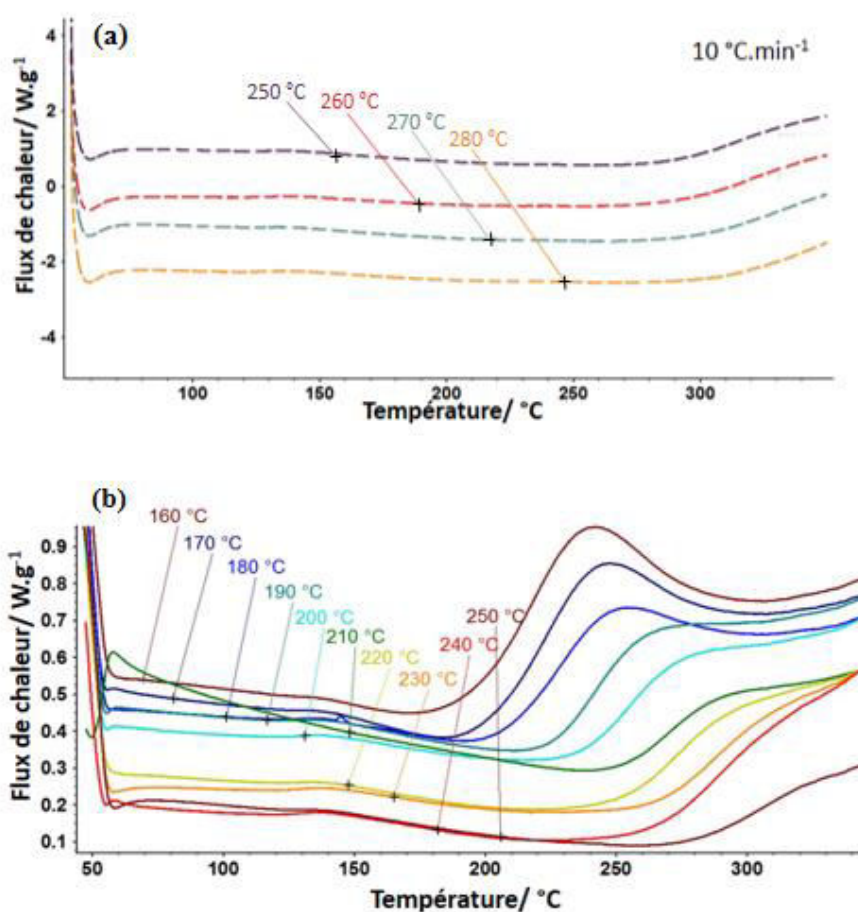 (a)
10 °C.min-1
250 °C
260 °C
270 °C
280 °C
4
2
0
-2
-4
Flux de chaleur/ W.g-1
100
150
200
250
300
Température/ °C
(b)
160 °C
170 °C
180 °C
190 °C
200 °C
210 °C
220 °C
230 °C
250 °C
240 °C
0.9
0.8
0.7
0.6
0.5
0.4
0.3
0.2
0.1
Flux de chaleur/ W.g-1
50
100
150
200
250
300
Température/ °C